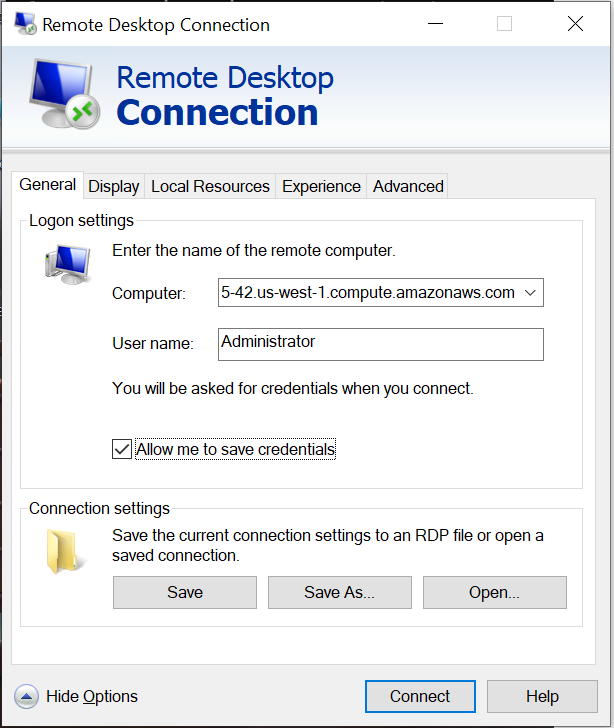 Remote Desktop Connection
Remote Desktop
Connection
General Display Local Resources Experience Advanced
Logon settings
Enter the name of the remote computer.
Computer: 5-42.us-west-1.compute.amazonaws.com
User name: Administrator
You will be asked for credentials when you connect.
Allow me to save credentials
Connection settings
Save the current connection settings to an RDP file or open a
saved connection.
Save Save As... Open...
Hide Options Connect Help